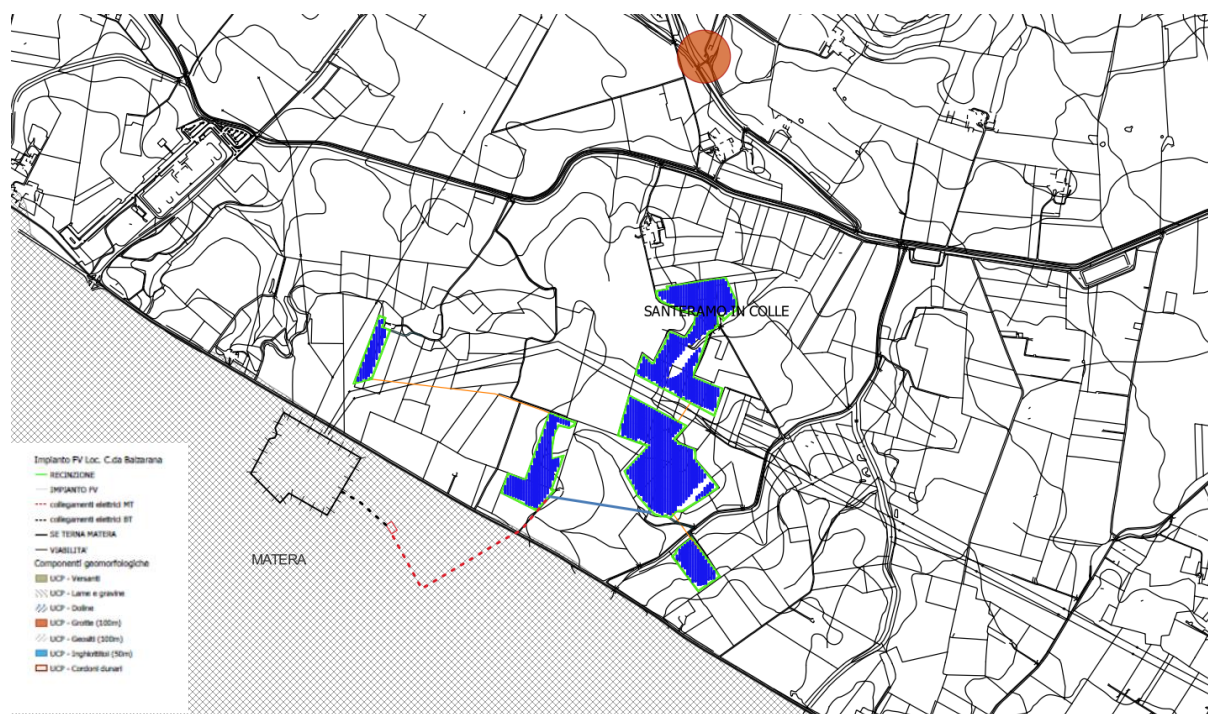 SANTERAMO IN COLLE
MATERA
Impianto FV Loc. C.da Balzarana
RECINZIONE
IMPIANTO FV
collegamenti elettrici MT
collegamenti elettrici BT
SE TERNA MATERA
VIABILITA'
Componenti geomorfologiche
UCP - Versanti
UCP - Lame e gravine
UCP - Doline
UCP - Grotte (100m)
UCP - Geositi (100m)
UCP - Inghiottitoi (50m)
UCP - Cordoni dunari